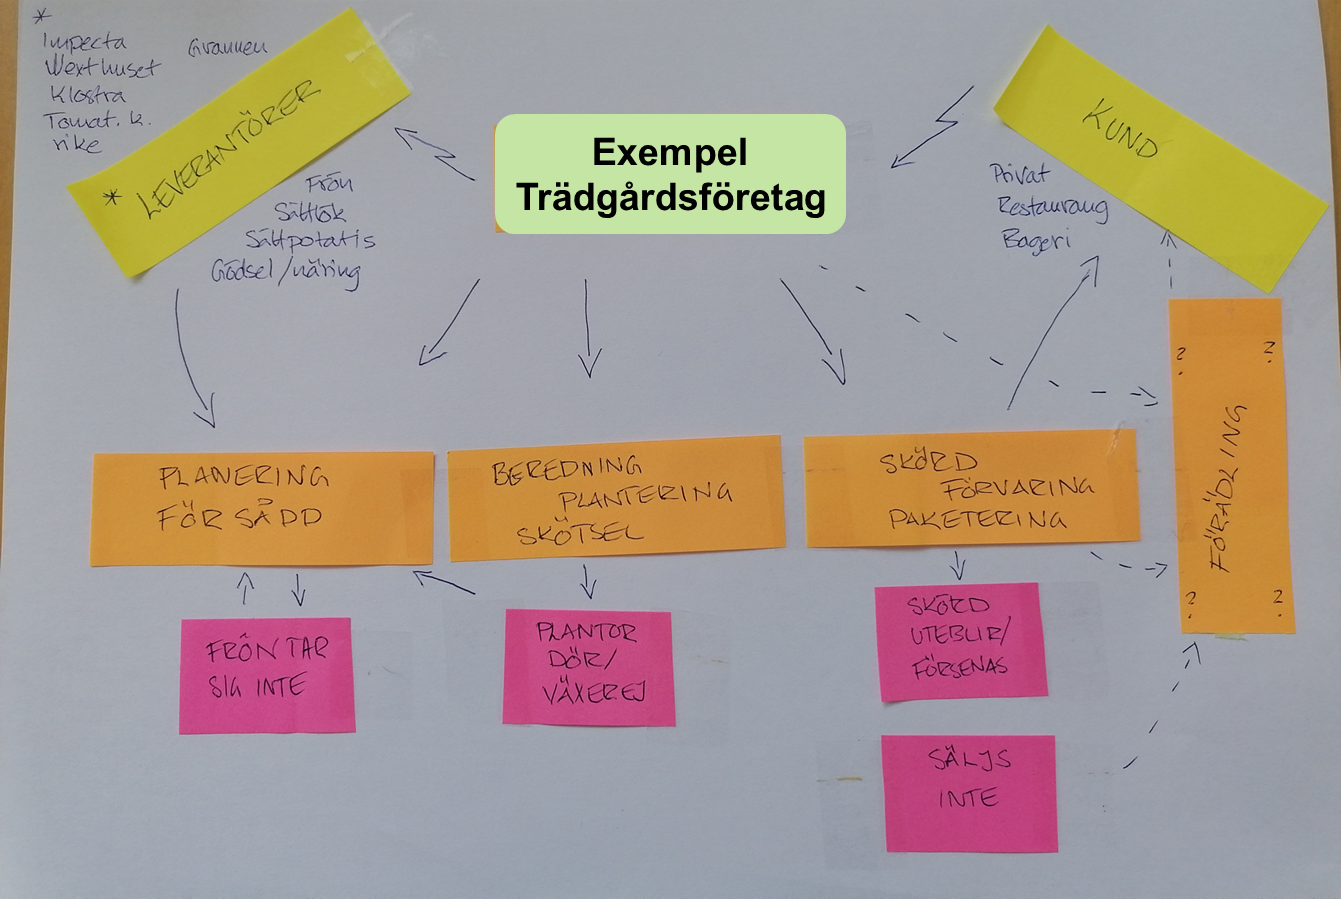 *
Impecta
Grannen
Wexthuset
Klostra
Tomat. k.
rike
* LEVERANTÖRER
Frön
Sättlök
Sättpotatis
Gödsel/näring
Exempel
Trädgårdsföretag
KUND
Privat
Restaurang
Bageri
PLANERING
FÖR SÅDD
BEREDNING
PLANTERING
SKÖTSEL
SKÖRD
FÖRVARING
PAKETERING
? ?
FÖRÄDLING
? ?
FRÖN TAR
SIG INTE
PLANTOR
DÖR/
VÄXER EJ
SKÖRD
UTEBLIR/
FÖRSENAS
SÄLJS
INTE